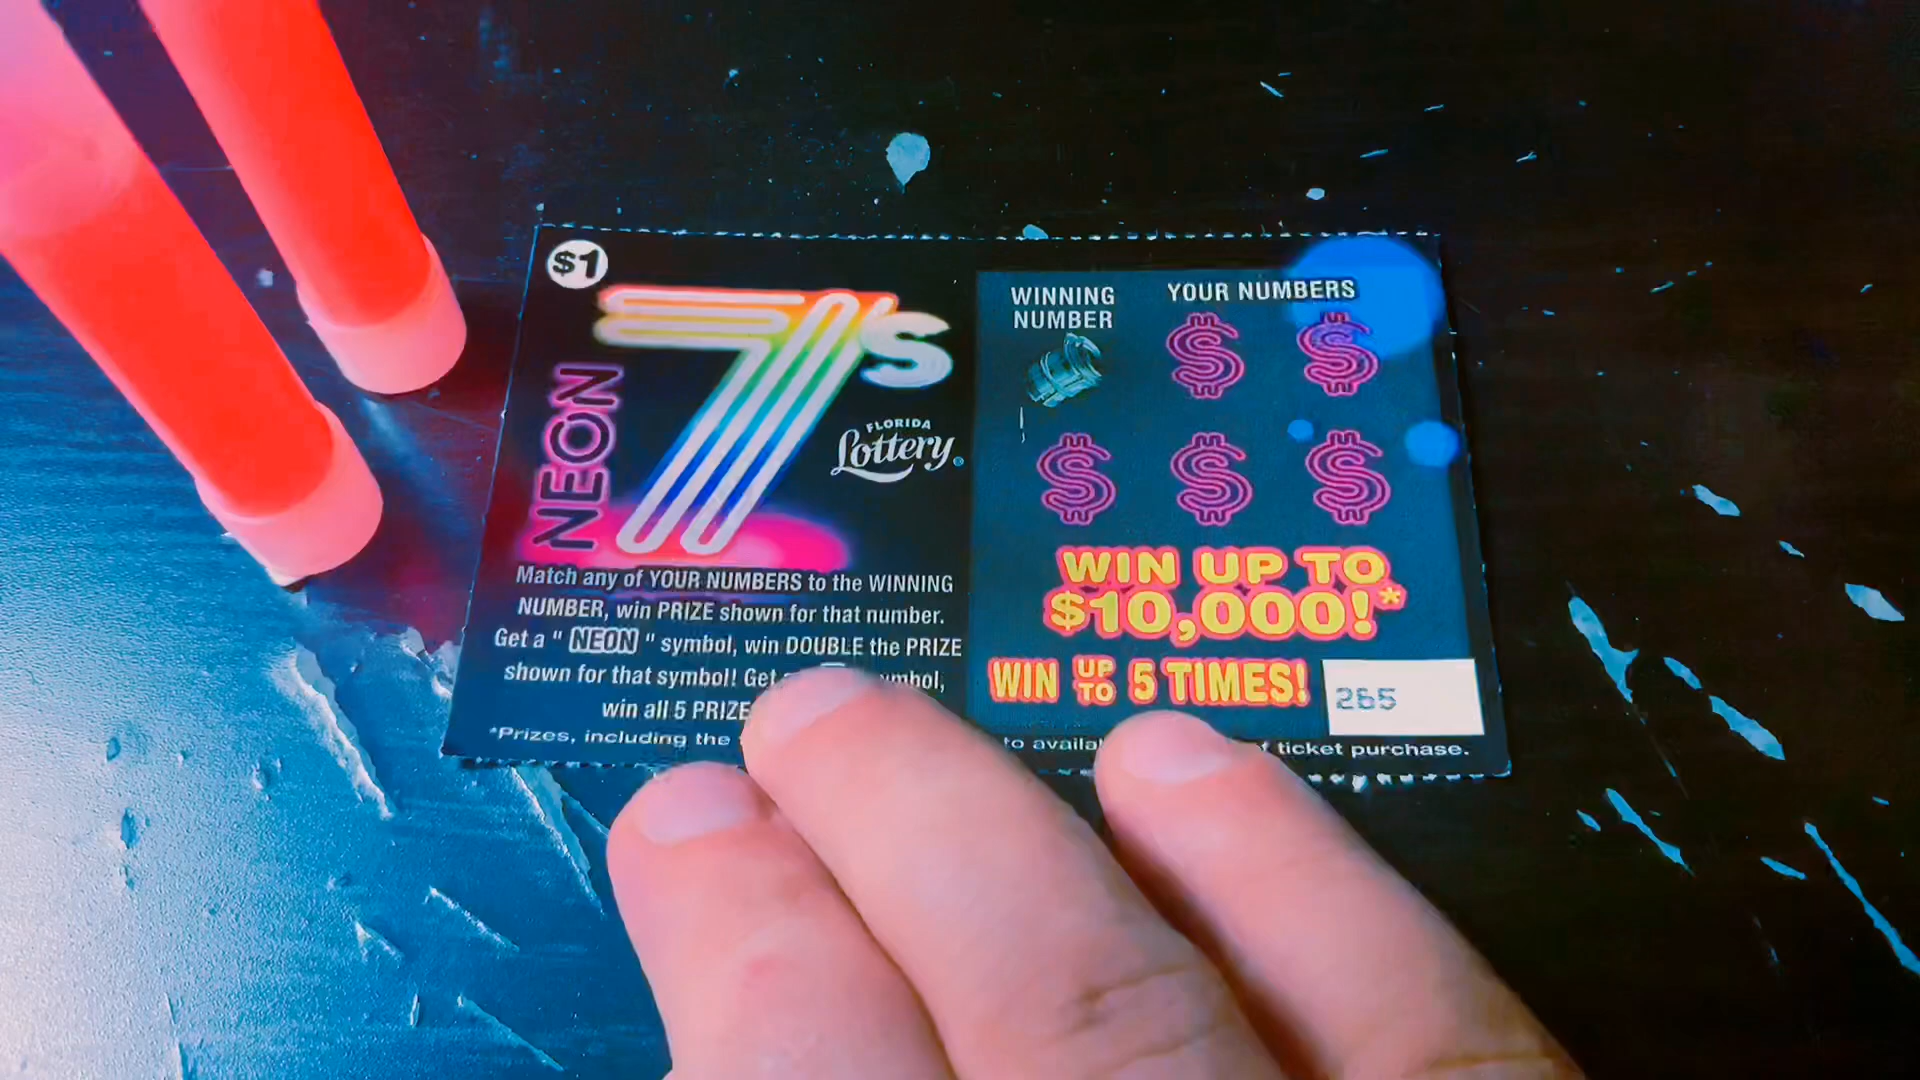 $1
NEON
7's
FLORIDA
Lottery
Match any of YOUR NUMBERS to the WINNING
NUMBER, win PRIZE shown for that number.
Get a " NEON " symbol, win DOUBLE the PRIZE
shown for that symbol! Get
win all 5
*Prizes, including the
WINNING
NUMBER
YOUR NUMBERS
$ $
$ $ $
WIN UP TO
$10,000!*
WIN UP TO 5 TIMES!
265
to
ticket purchase.